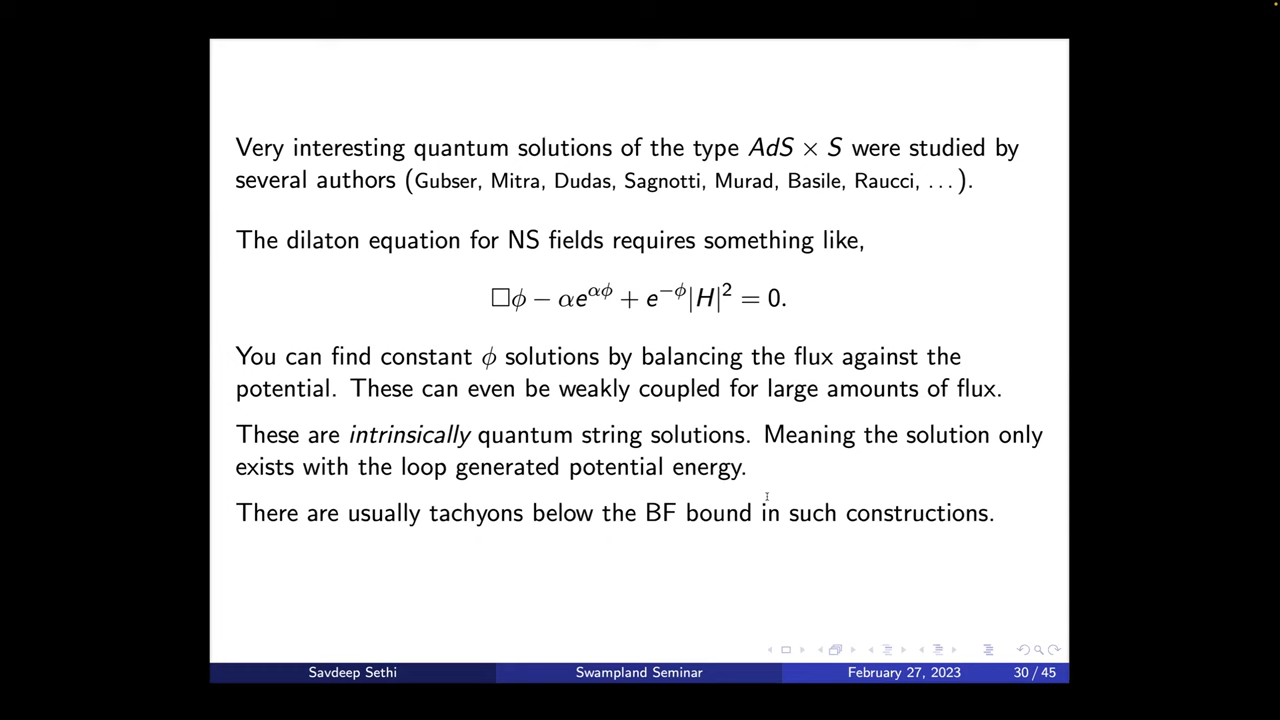 Very interesting quantum solutions of the type AdS × S were studied by
several authors (Gubser, Mitra, Dudas, Sagnotti, Murad, Basile, Raucci, ...).
The dilaton equation for NS fields requires something like,
□ϕ − αe^{αϕ} + e^{−ϕ}|H|² = 0.
You can find constant ϕ solutions by balancing the flux against the
potential. These can even be weakly coupled for large amounts of flux.
These are intrinsically quantum string solutions. Meaning the solution only
exists with the loop generated potential energy.
There are usually tachyons below the BF bound in such constructions.
Savdeep Sethi Swampland Seminar February 27, 2023 30 / 45